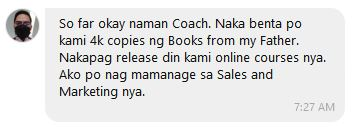 So far okay naman Coach. Naka benta po
kami 4k copies ng Books from my Father.
Nakapag release din kami online courses nya.
Ako po nag mamanage sa Sales and
Marketing nya.
7:27 AM